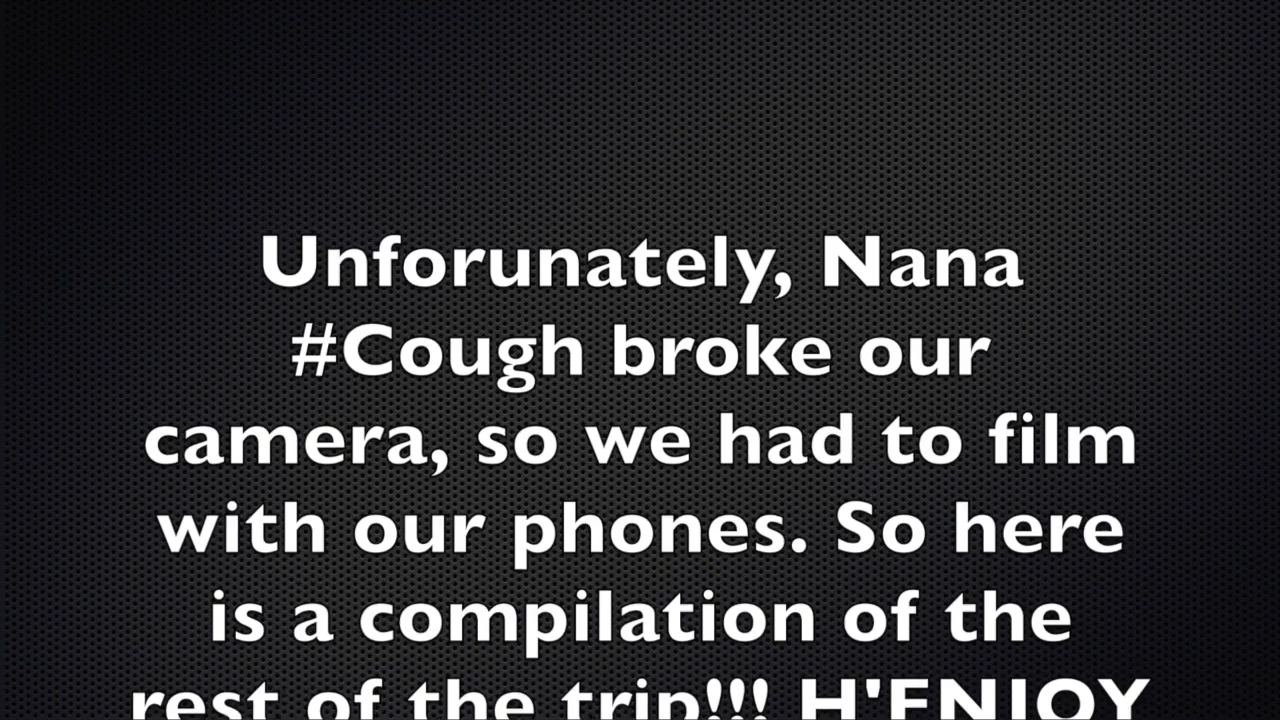 Unforunately, Nana
#Cough broke our
camera, so we had to film
with our phones. So here
is a compilation of the
rest of the trip!!! H'ENJOY